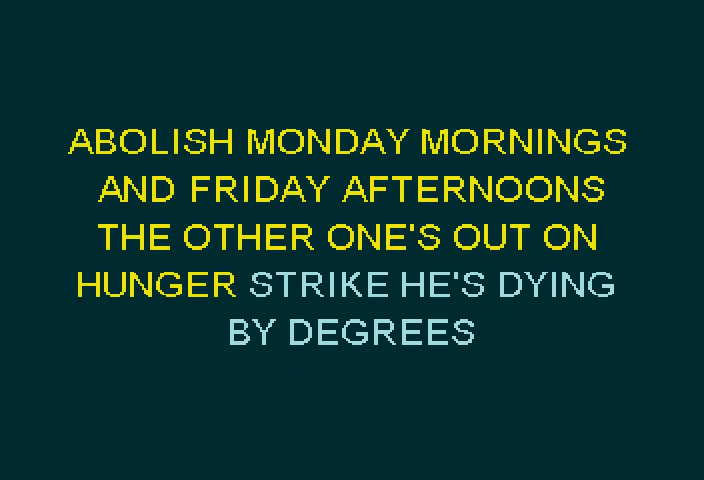 ABOLISH MONDAY MORNINGS
AND FRIDAY AFTERNOONS
THE OTHER ONE'S OUT ON
HUNGER STRIKE HE'S DYING
BY DEGREES